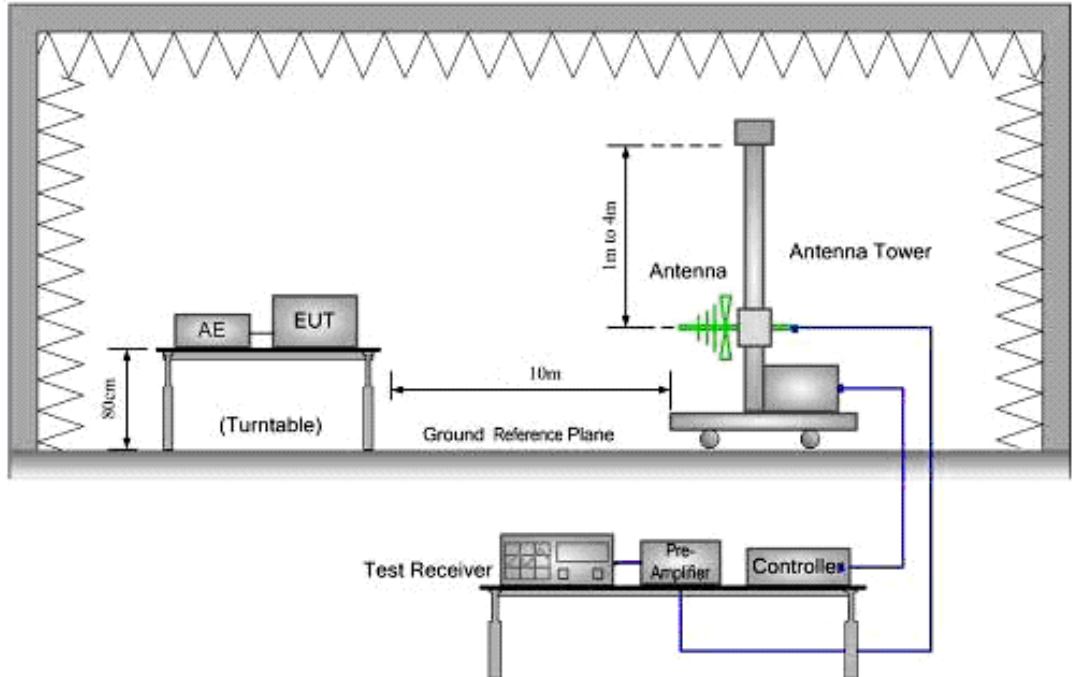 1m to 4m
Antenna
Antenna Tower
AE
EUT
80cm
10m
(Turntable)
Ground Reference Plane
Test Receiver
Pre-
Amplifier
Controller